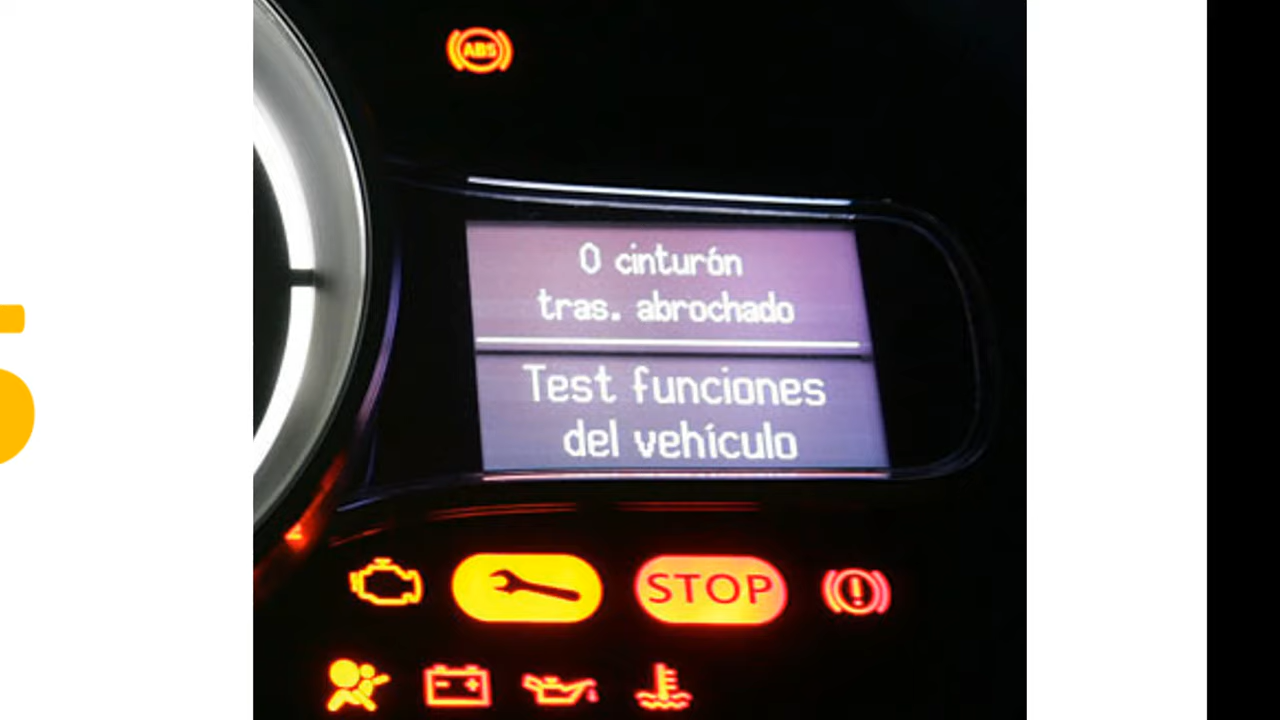 ABS
0 cinturón
tras. abrochado
Test funciones
del vehículo
STOP